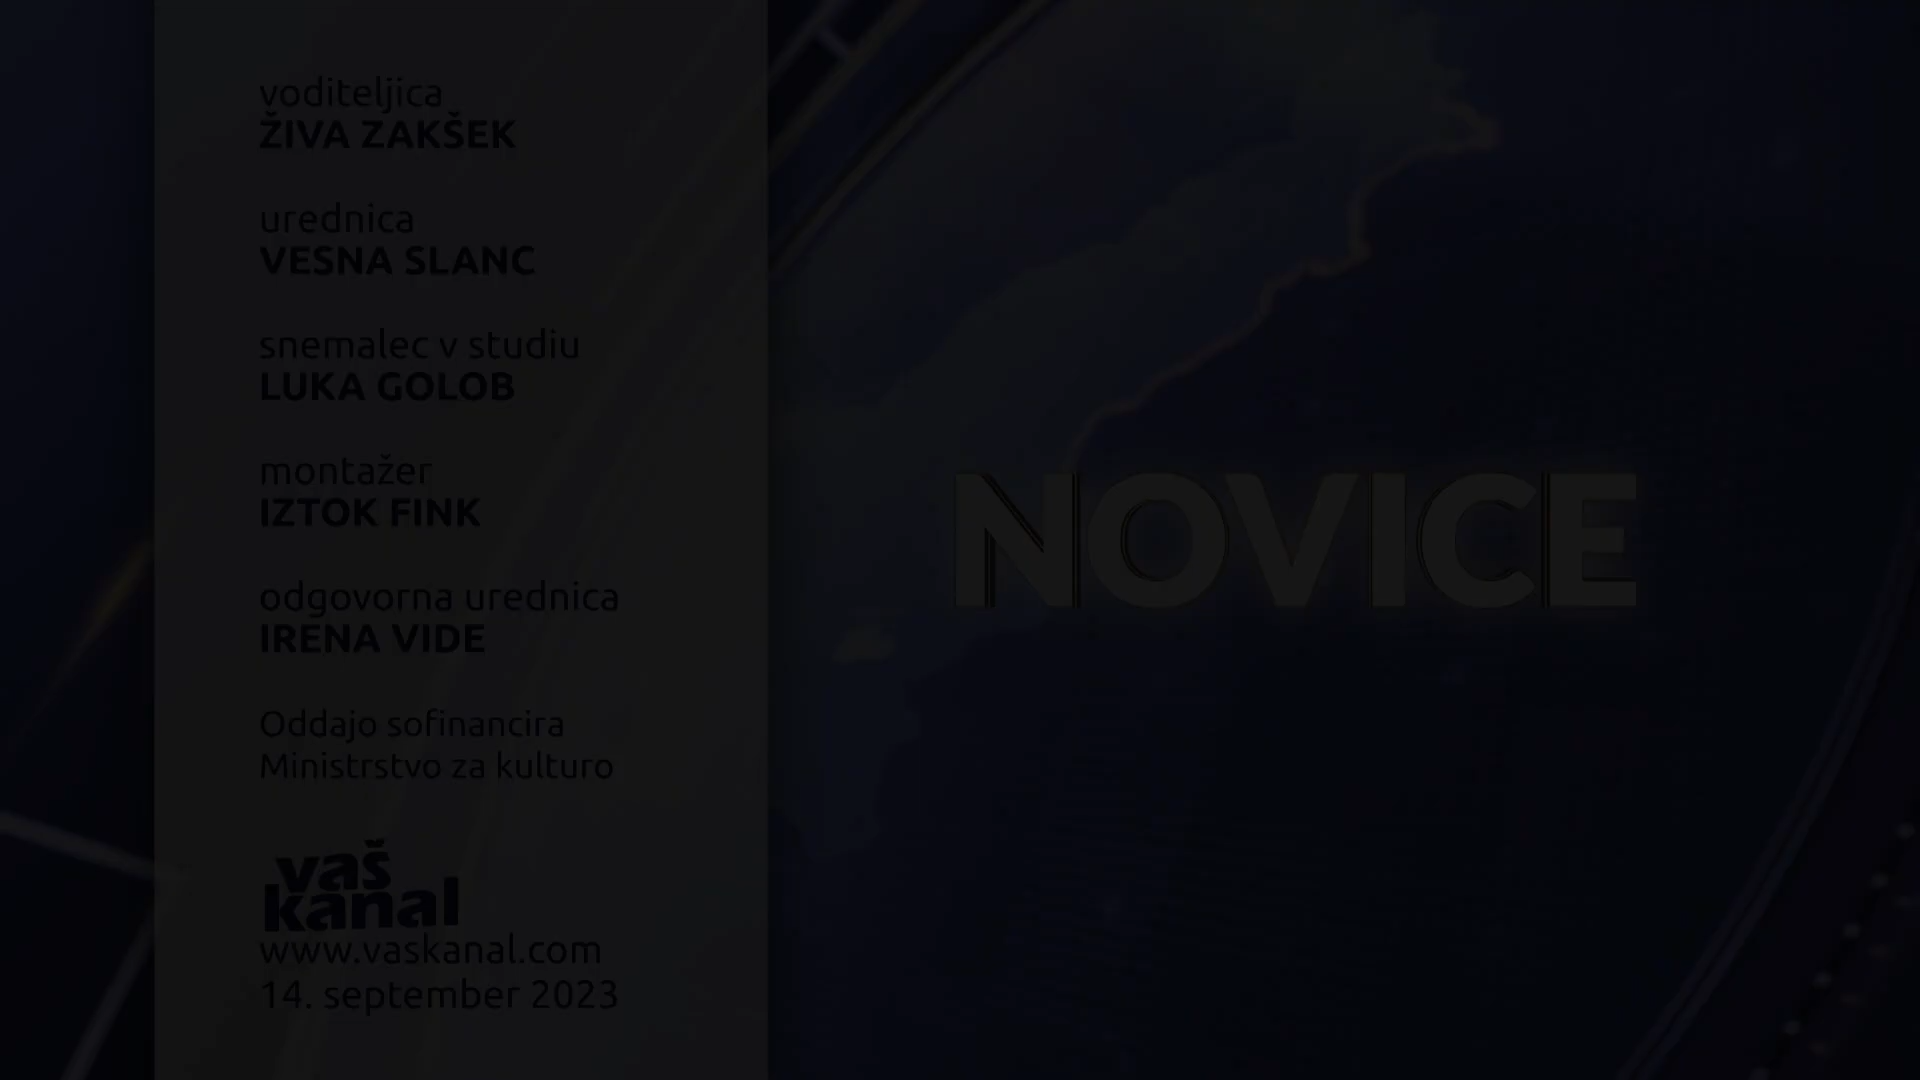 voditeljica
ŽIVA ZAKŠEK
urednica
VESNA SLANC
snemalec v studiu
LUKA GOLOB
montažer
IZTOK FINK
odgovorna urednica
IRENA VIDE
Oddajo sofinancira
Ministrstvo za kulturo
vaš
kanal
www.vaskanal.com
14. september 2023
NOVICE